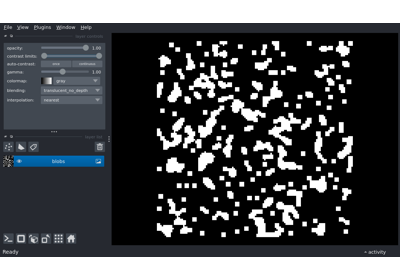 File View Plugins Window Help
opacity: 1.00
contrast limits:
auto-contrast: once continuous
gamma: 1.00
colormap: gray
blending: translucent_no_depth
interpolation: nearest
blobs
Ready
activity